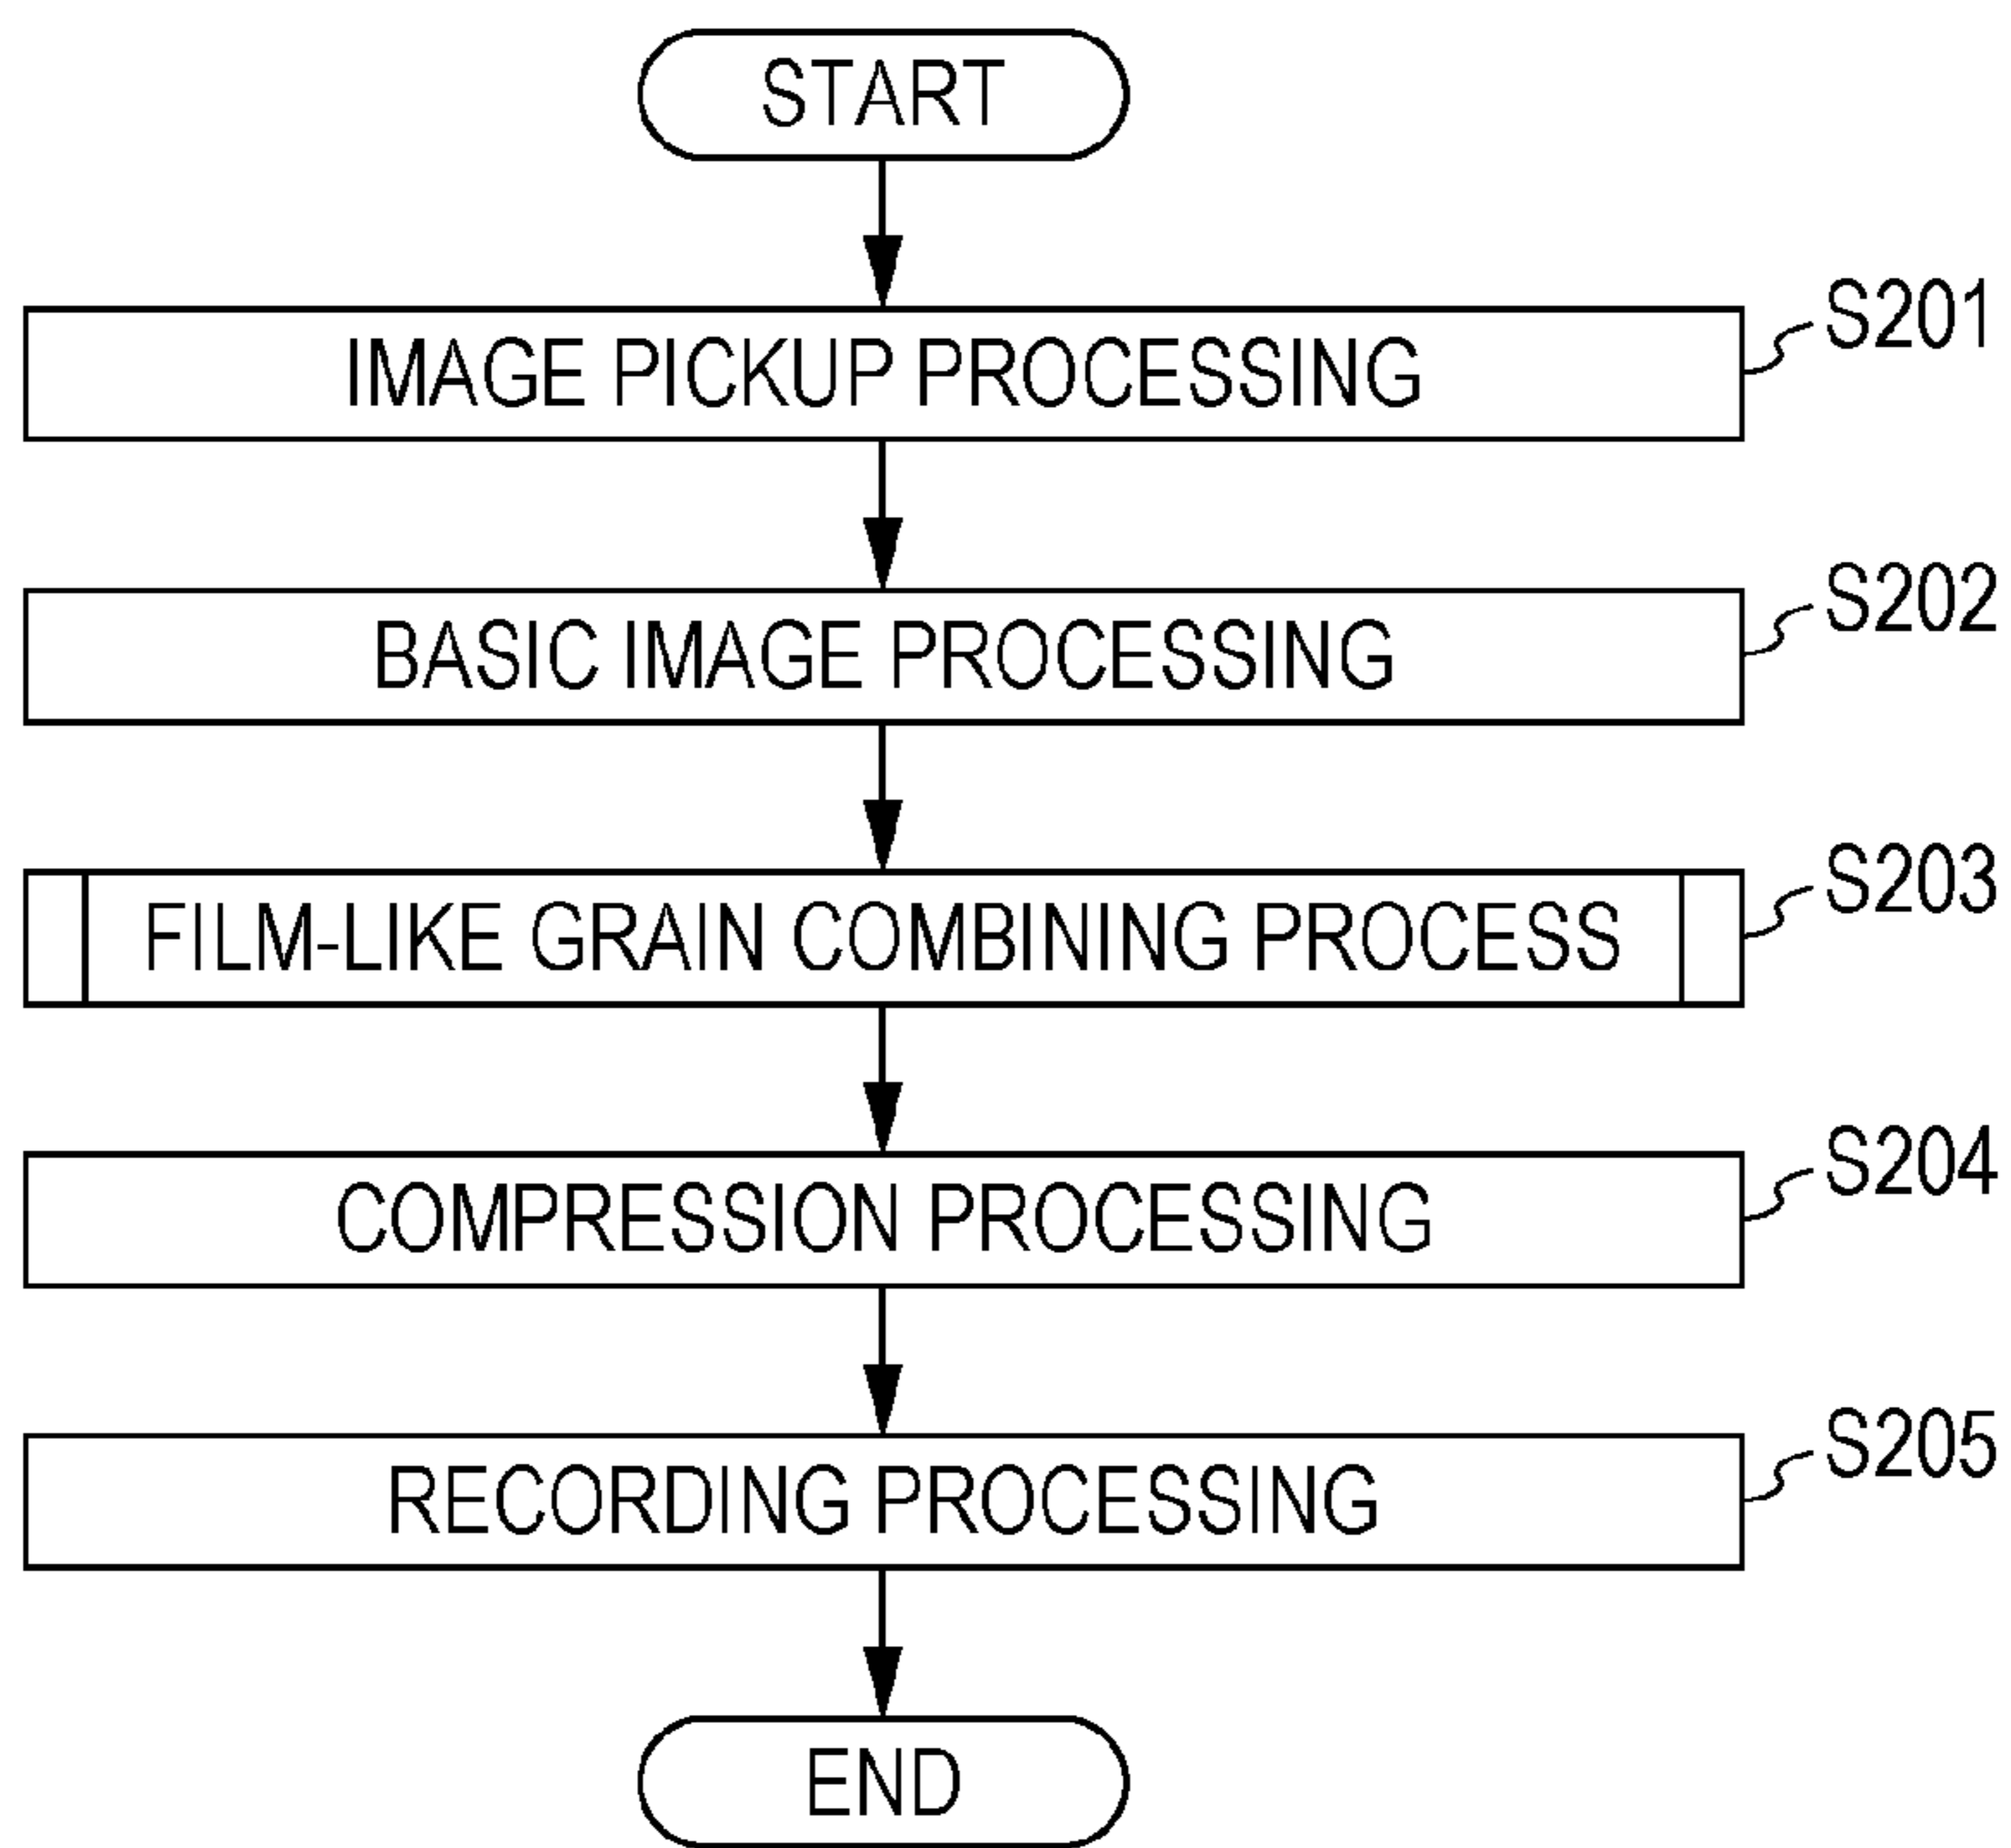 START
IMAGE PICKUP PROCESSING
S201
BASIC IMAGE PROCESSING
S202
FILM-LIKE GRAIN COMBINING PROCESS
S203
COMPRESSION PROCESSING
S204
RECORDING PROCESSING
S205
END